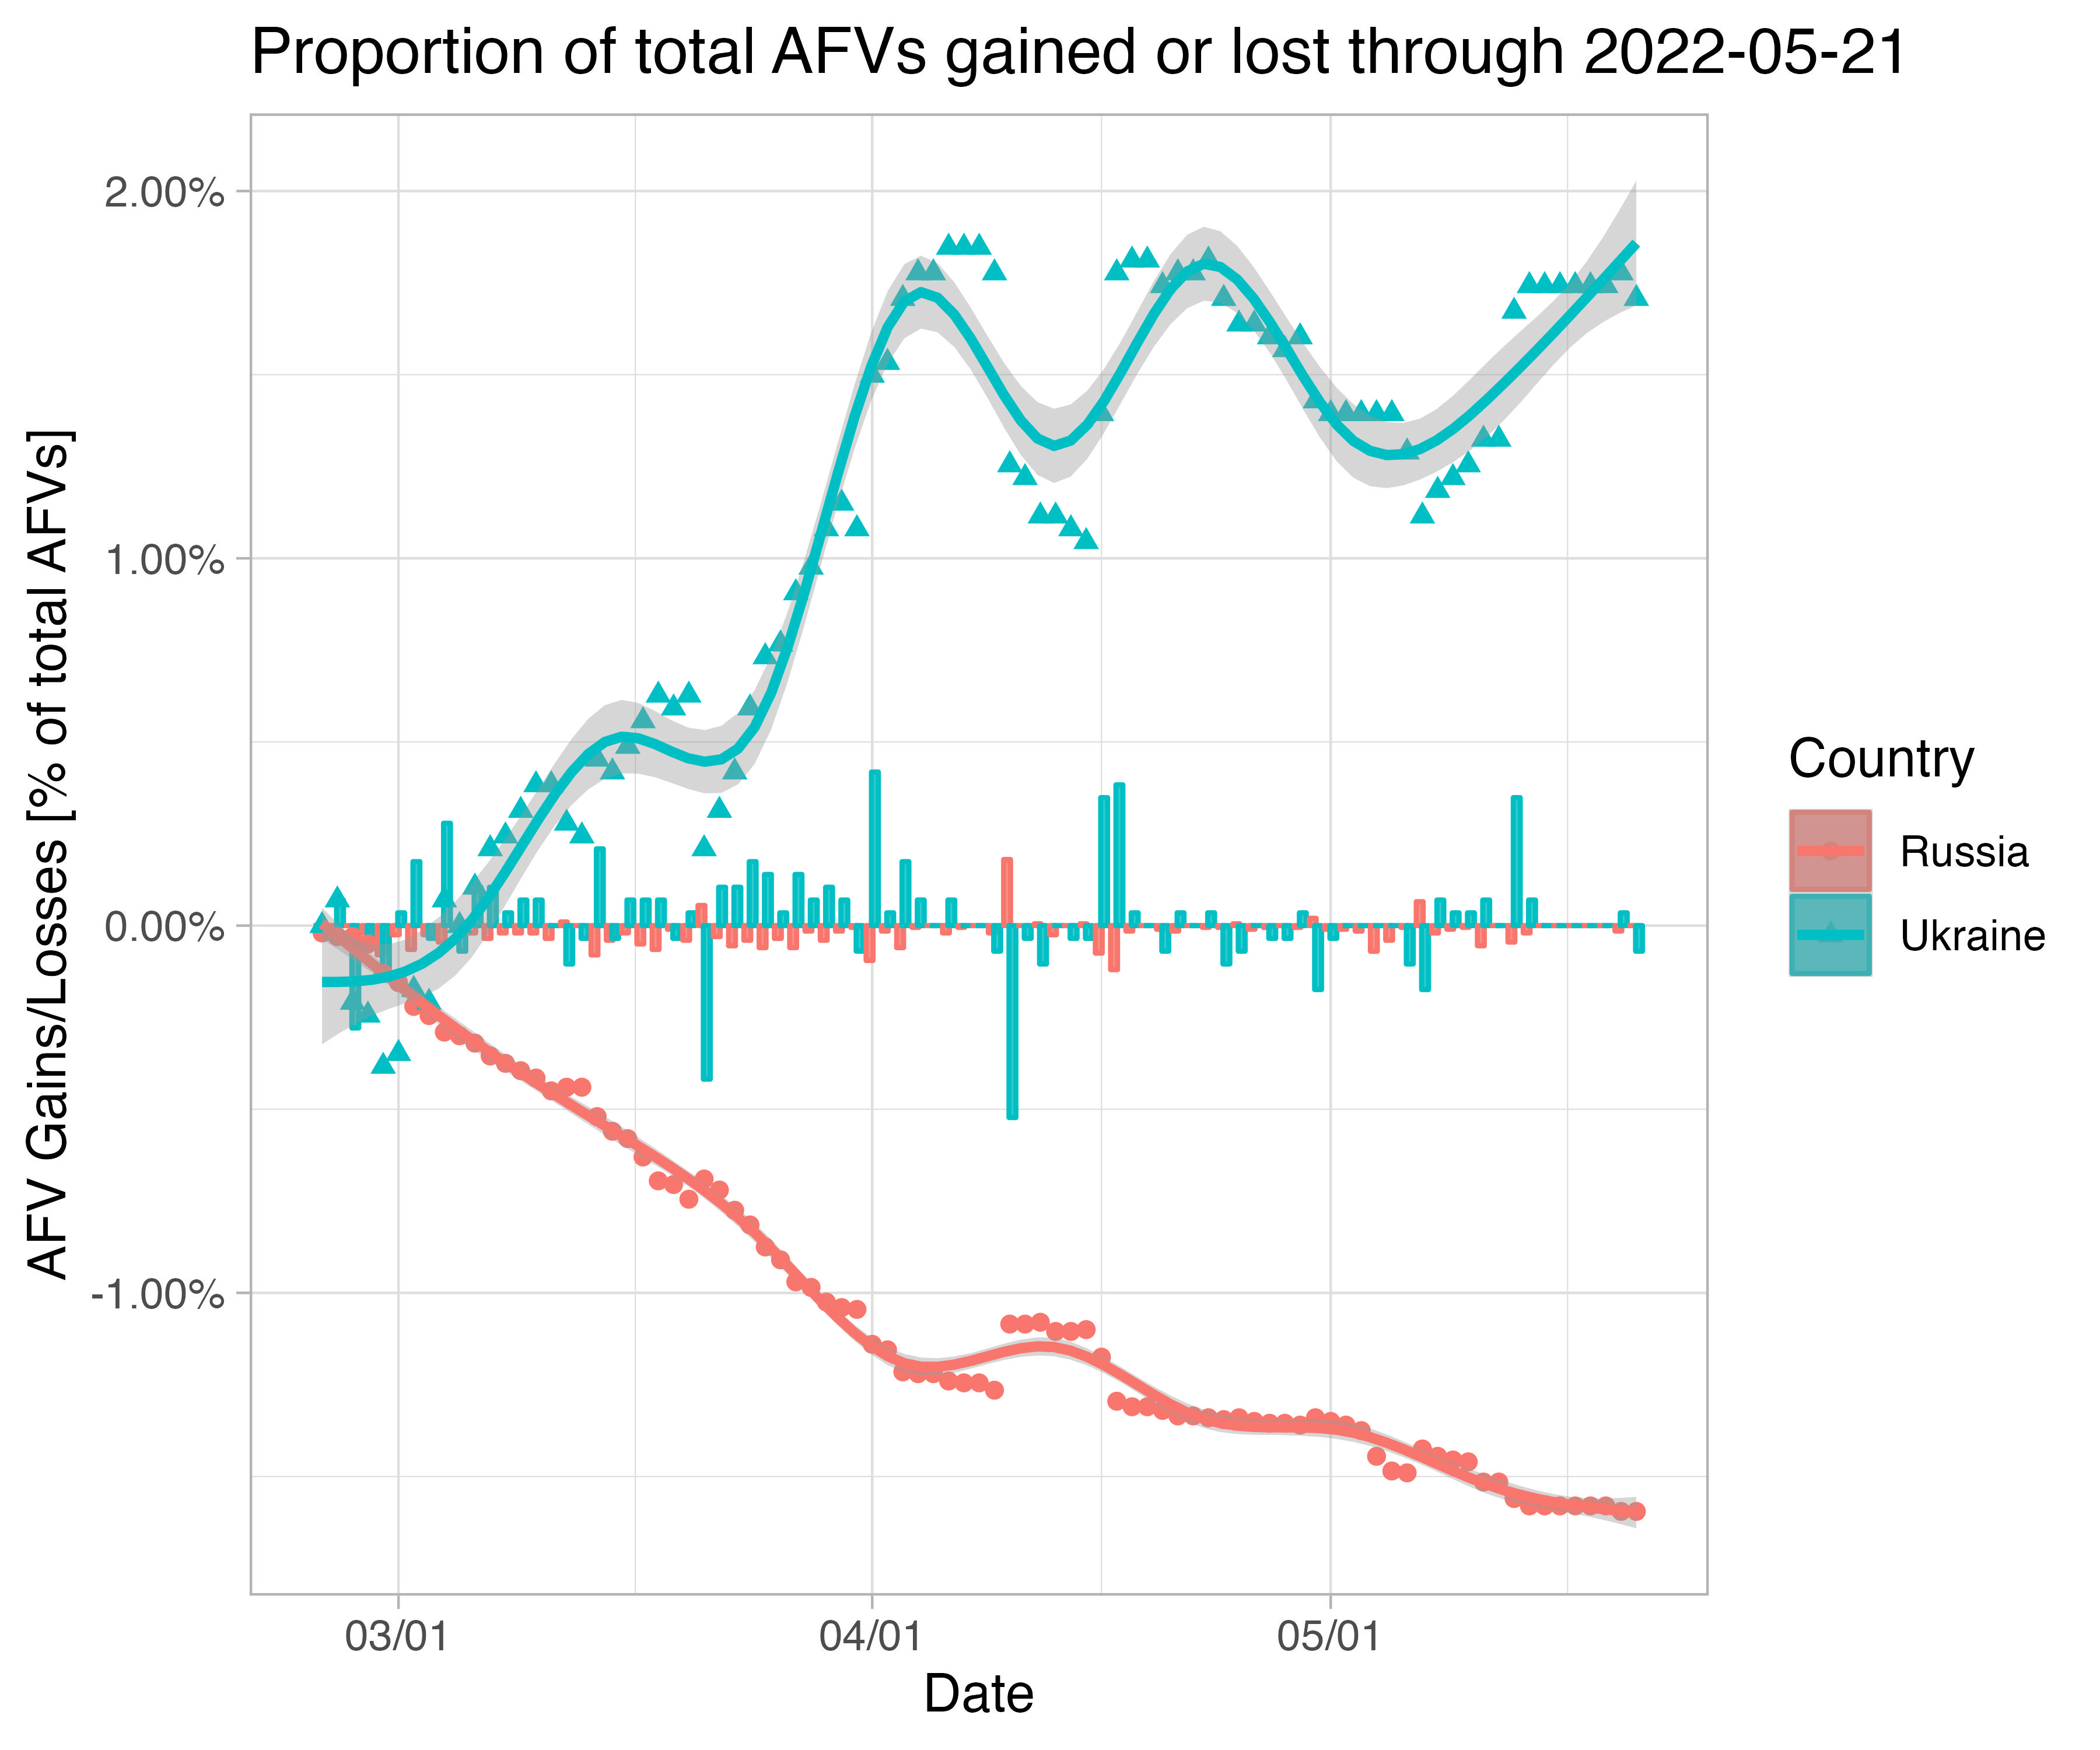 Proportion of total AFVs gained or lost through 2022-05-21
AFV Gains/Losses [% of total AFVs]
2.00%
1.00%
0.00%
-1.00%
03/01
04/01
05/01
Date
Country
Russia
Ukraine